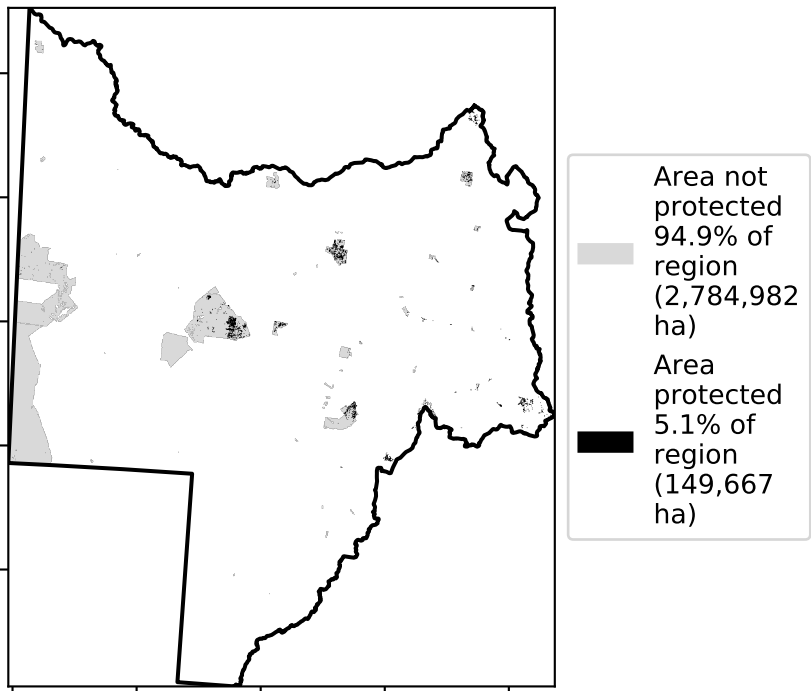 Area not
protected
94.9% of
region
(2,784,982
ha)
Area
protected
5.1% of
region
(149,667
ha)